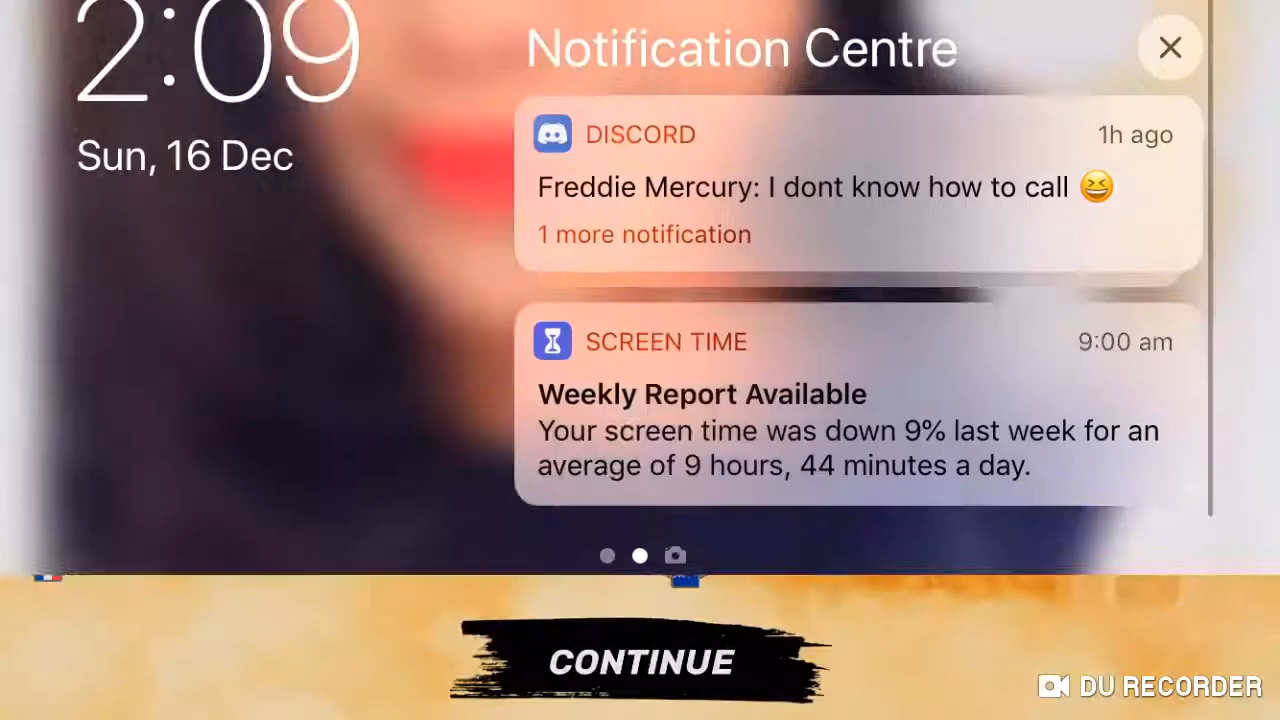 2:09
Sun, 16 Dec
Notification Centre
DISCORD
1h ago
Freddie Mercury: I dont know how to call 😆
1 more notification
SCREEN TIME
9:00 am
Weekly Report Available
Your screen time was down 9% last week for an
average of 9 hours, 44 minutes a day.
CONTINUE
DU RECORDER